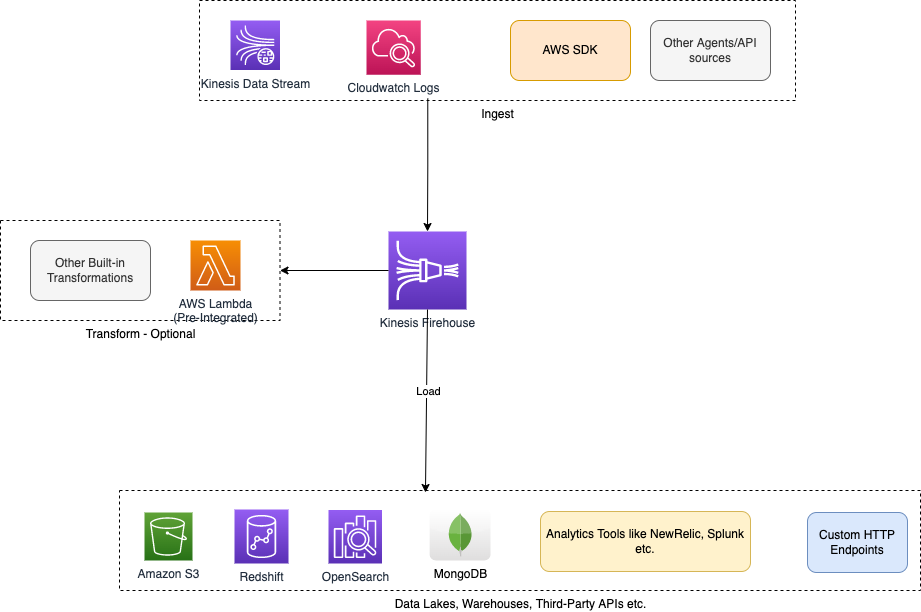 Kinesis Data Stream
Cloudwatch Logs
AWS SDK
Other Agents/API
sources
Ingest
Other Built-in
Transformations
AWS Lambda
(Pre-Integrated)
Transform - Optional
Kinesis Firehouse
Load
Amazon S3
Redshift
OpenSearch
MongoDB
Analytics Tools like NewRelic, Splunk
etc.
Custom HTTP
Endpoints
Data Lakes, Warehouses, Third-Party APIs etc.